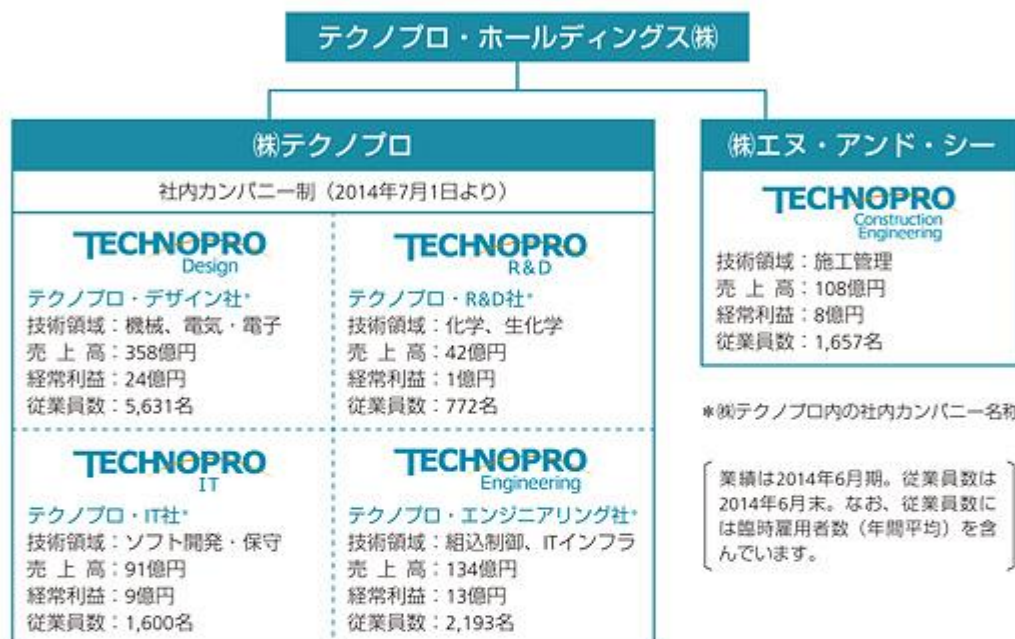 テクノプロ・ホールディングス㈱
㈱テクノプロ
社内カンパニー制（2014年7月1日より）
TECHNOPRO
Design
テクノプロ・デザイン社*
技術領域：機械、電気・電子
売 上 高：358億円
経常利益：24億円
従業員数：5,631名
TECHNOPRO
R&D
テクノプロ・R&D社*
技術領域：化学、生化学
売 上 高：42億円
経常利益：1億円
従業員数：772名
TECHNOPRO
IT
テクノプロ・IT社*
技術領域：ソフト開発・保守
売 上 高：91億円
経常利益：9億円
従業員数：1,600名
TECHNOPRO
Engineering
テクノプロ・エンジニアリング社*
技術領域：組込制御、ITインフラ
売 上 高：134億円
経常利益：13億円
従業員数：2,193名
㈱エヌ・アンド・シー
TECHNOPRO
Construction
Engineering
技術領域：施工管理
売 上 高：108億円
経常利益：8億円
従業員数：1,657名
*㈱テクノプロ内の社内カンパニー名称
業績は2014年6月期。従業員数は
2014年6月末。なお、従業員数に
は臨時雇用者数（年間平均）を含
んでいます。